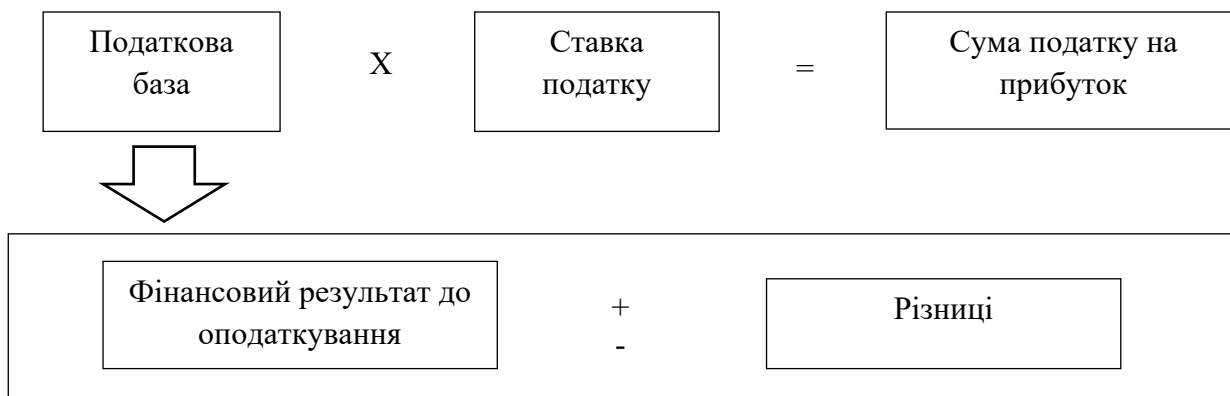 Податкова
база
X
Ставка
податку
=
Сума податку на
прибуток
Фінансовий результат до
оподаткування
+
-
Різниці